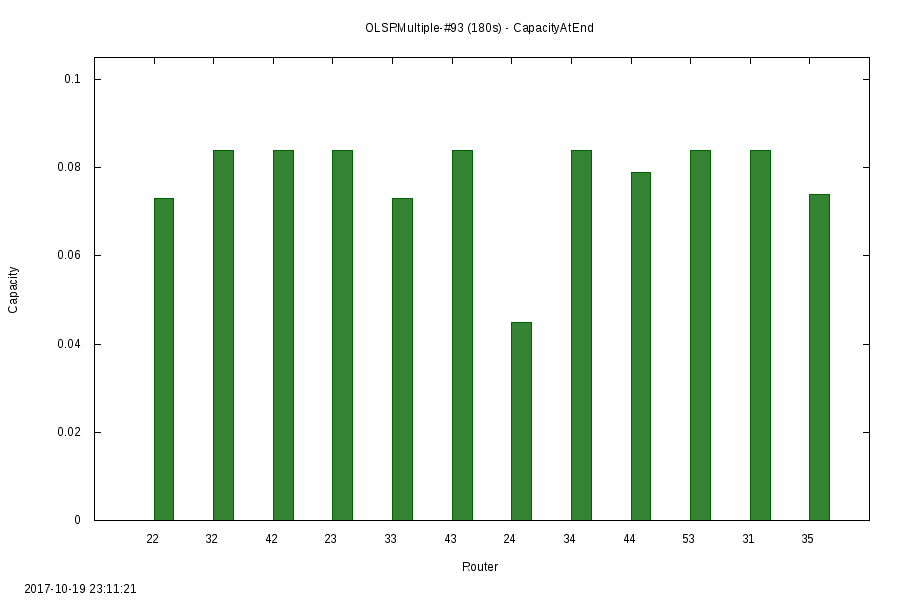 OLSRMultiple-#93 (180s) - CapacityAtEnd
0.1
0.08
0.06
0.04
0.02
0
Capacity
22 32 42 23 33 43 24 34 44 53 31 35
Router
2017-10-19 23:11:21